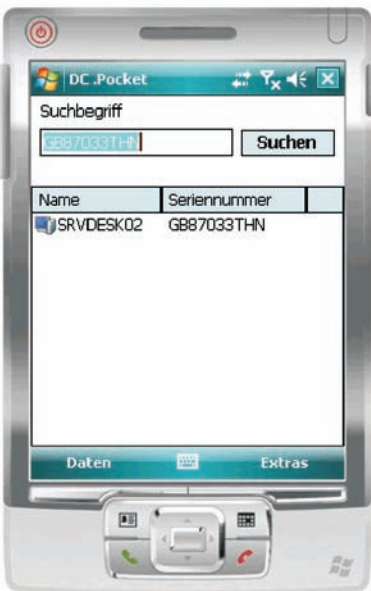 DC .Pocket
Suchbegriff
GB87033THN
Suchen
Name Seriennummer
SRVDESK02 GB87033THN
Daten Extras